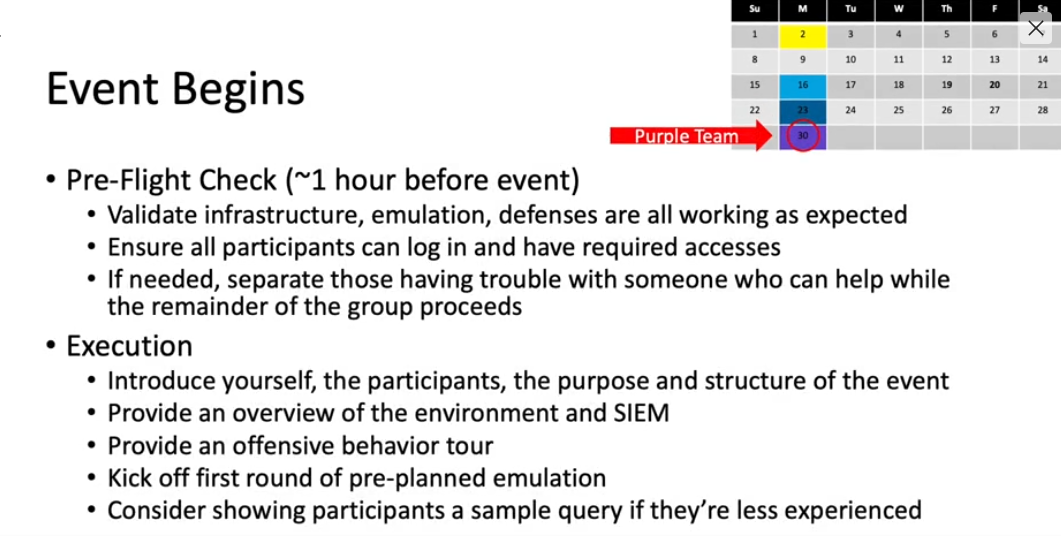 Su M Tu W Th F Sa
1 2 3 4 5 6
8 9 10 11 12 13 14
15 16 17 18 19 20 21
22 23 24 25 26 27 28
30
Purple Team
Event Begins
• Pre-Flight Check (~1 hour before event)
• Validate infrastructure, emulation, defenses are all working as expected
• Ensure all participants can log in and have required accesses
• If needed, separate those having trouble with someone who can help while
the remainder of the group proceeds
• Execution
• Introduce yourself, the participants, the purpose and structure of the event
• Provide an overview of the environment and SIEM
• Provide an offensive behavior tour
• Kick off first round of pre-planned emulation
• Consider showing participants a sample query if they're less experienced